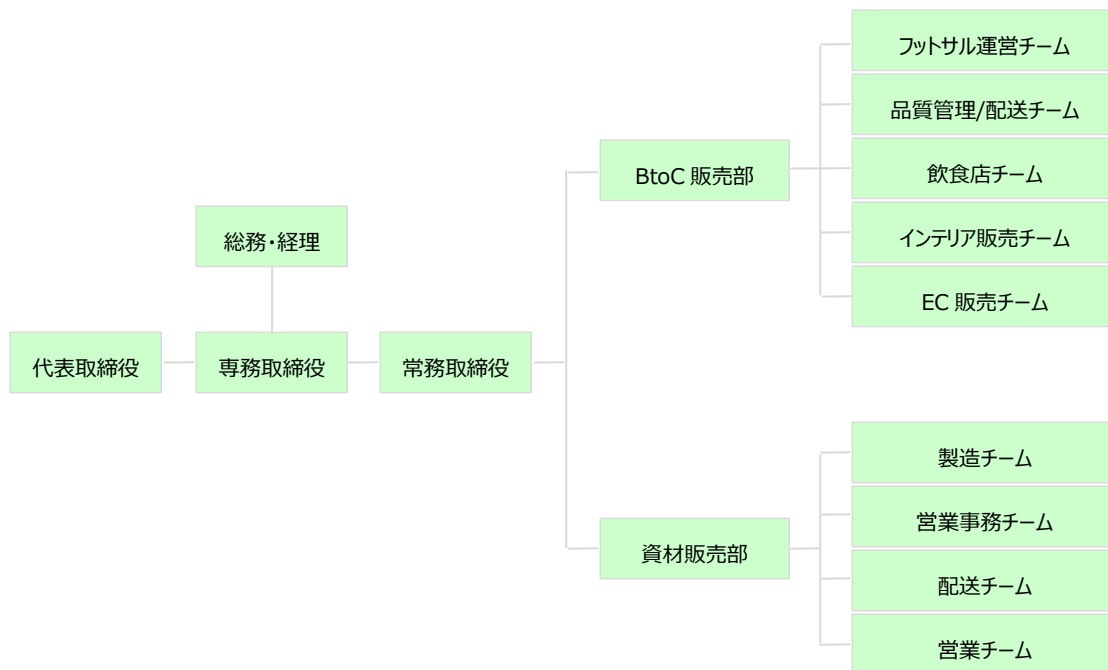 フットサル運営チーム
品質管理/配送チーム
BtoC 販売部
飲食店チーム
総務・経理
インテリア販売チーム
EC 販売チーム
代表取締役
専務取締役
常務取締役
製造チーム
営業事務チーム
資材販売部
配送チーム
営業チーム